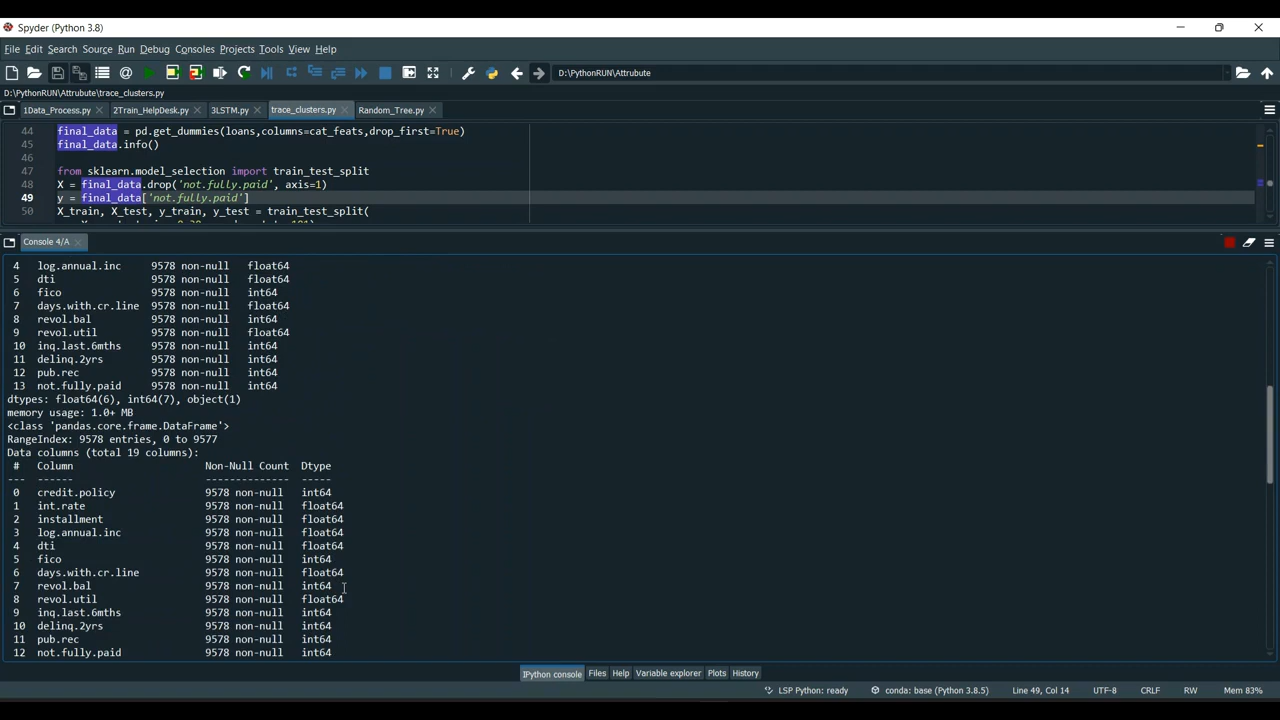 Spyder (Python 3.8)
File Edit Search Source Run Debug Consoles Projects Tools View Help
D:\PythonRUN\Attrubute
D:\PythonRUN\Attrubute\trace_clusters.py
1Data_Process.py 2Train_HelpDesk.py 3LSTM.py trace_clusters.py Random_Tree.py
44 final_data = pd.get_dummies(loans,columns=cat_feats,drop_first=True)
45 final_data.info()
46
47 from sklearn.model_selection import train_test_split
48 X = final_data.drop('not.fully.paid', axis=1)
49 y = final_data['not.fully.paid']
50 X_train, X_test, y_train, y_test = train_test_split(
Console 4/A
4 log.annual.inc 9578 non-null float64
5 dti 9578 non-null float64
6 fico 9578 non-null int64
7 days.with.cr.line 9578 non-null float64
8 revol.bal 9578 non-null int64
9 revol.util 9578 non-null float64
10 inq.last.6mths 9578 non-null int64
11 delinq.2yrs 9578 non-null int64
12 pub.rec 9578 non-null int64
13 not.fully.paid 9578 non-null int64
dtypes: float64(6), int64(7), object(1)
memory usage: 1.0+ MB
<class 'pandas.core.frame.DataFrame'>
RangeIndex: 9578 entries, 0 to 9577
Data columns (total 19 columns):
# Column Non-Null Count Dtype
--- ------ -------------- -----
0 credit.policy 9578 non-null int64
1 int.rate 9578 non-null float64
2 installment 9578 non-null float64
3 log.annual.inc 9578 non-null float64
4 dti 9578 non-null float64
5 fico 9578 non-null int64
6 days.with.cr.line 9578 non-null float64
7 revol.bal 9578 non-null int64
8 revol.util 9578 non-null float64
9 inq.last.6mths 9578 non-null int64
10 delinq.2yrs 9578 non-null int64
11 pub.rec 9578 non-null int64
12 not.fully.paid 9578 non-null int64
IPython console Files Help Variable explorer Plots History
LSP Python: ready conda: base (Python 3.8.5) Line 49, Col 14 UTF-8 CRLF RW Mem 83%